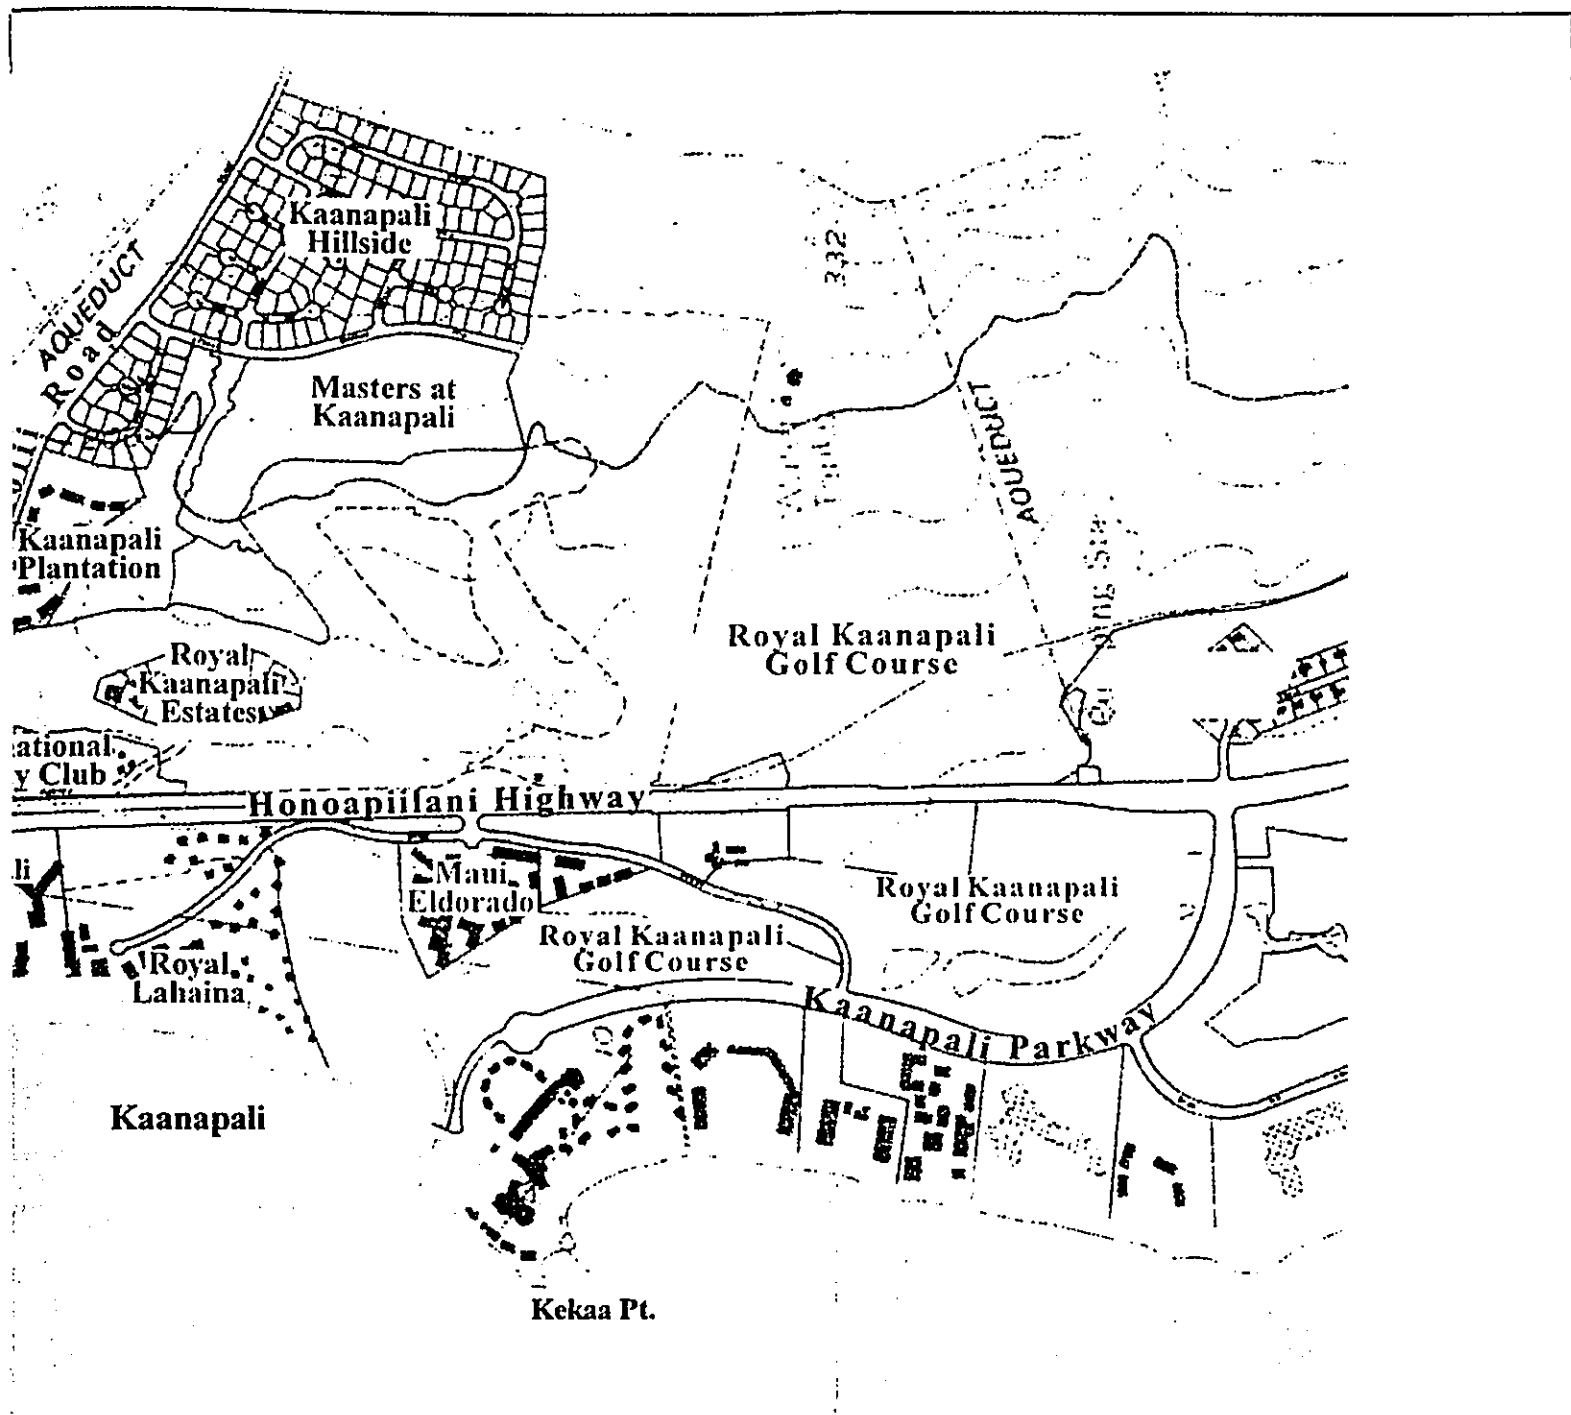 Kaanapali
Hillside
332
AQUEDUCT
Road
Masters at
Kaanapali
AQUEDUCT
Kaanapali
Plantation
Royal Kaanapali
Golf Course
Royal
Kaanapali
Estates
ational
y Club
Honoapiilani Highway
Maui
Eldorado
Royal Kaanapali
Golf Course
Royal Kaanapali
Golf Course
Royal
Lahaina
Kaanapali Parkway
Kaanapali
Kekaa Pt.